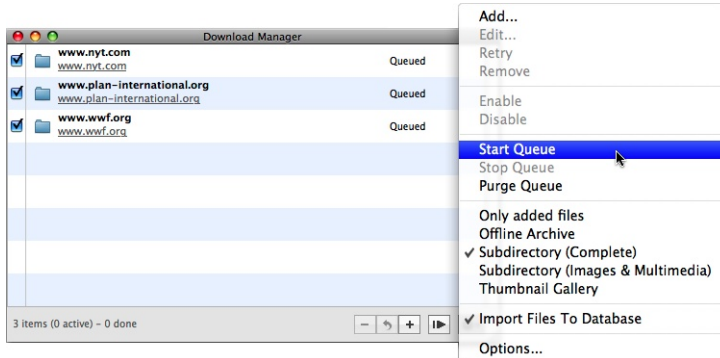 Download Manager
www.nyt.com
www.nyt.com
Queued
www.plan-international.org
www.plan-international.org
Queued
www.wwf.org
www.wwf.org
Queued
3 items (0 active) – 0 done
Add...
Edit...
Retry
Remove
Enable
Disable
Start Queue
Stop Queue
Purge Queue
Only added files
Offline Archive
Subdirectory (Complete)
Subdirectory (Images & Multimedia)
Thumbnail Gallery
Import Files To Database
Options...